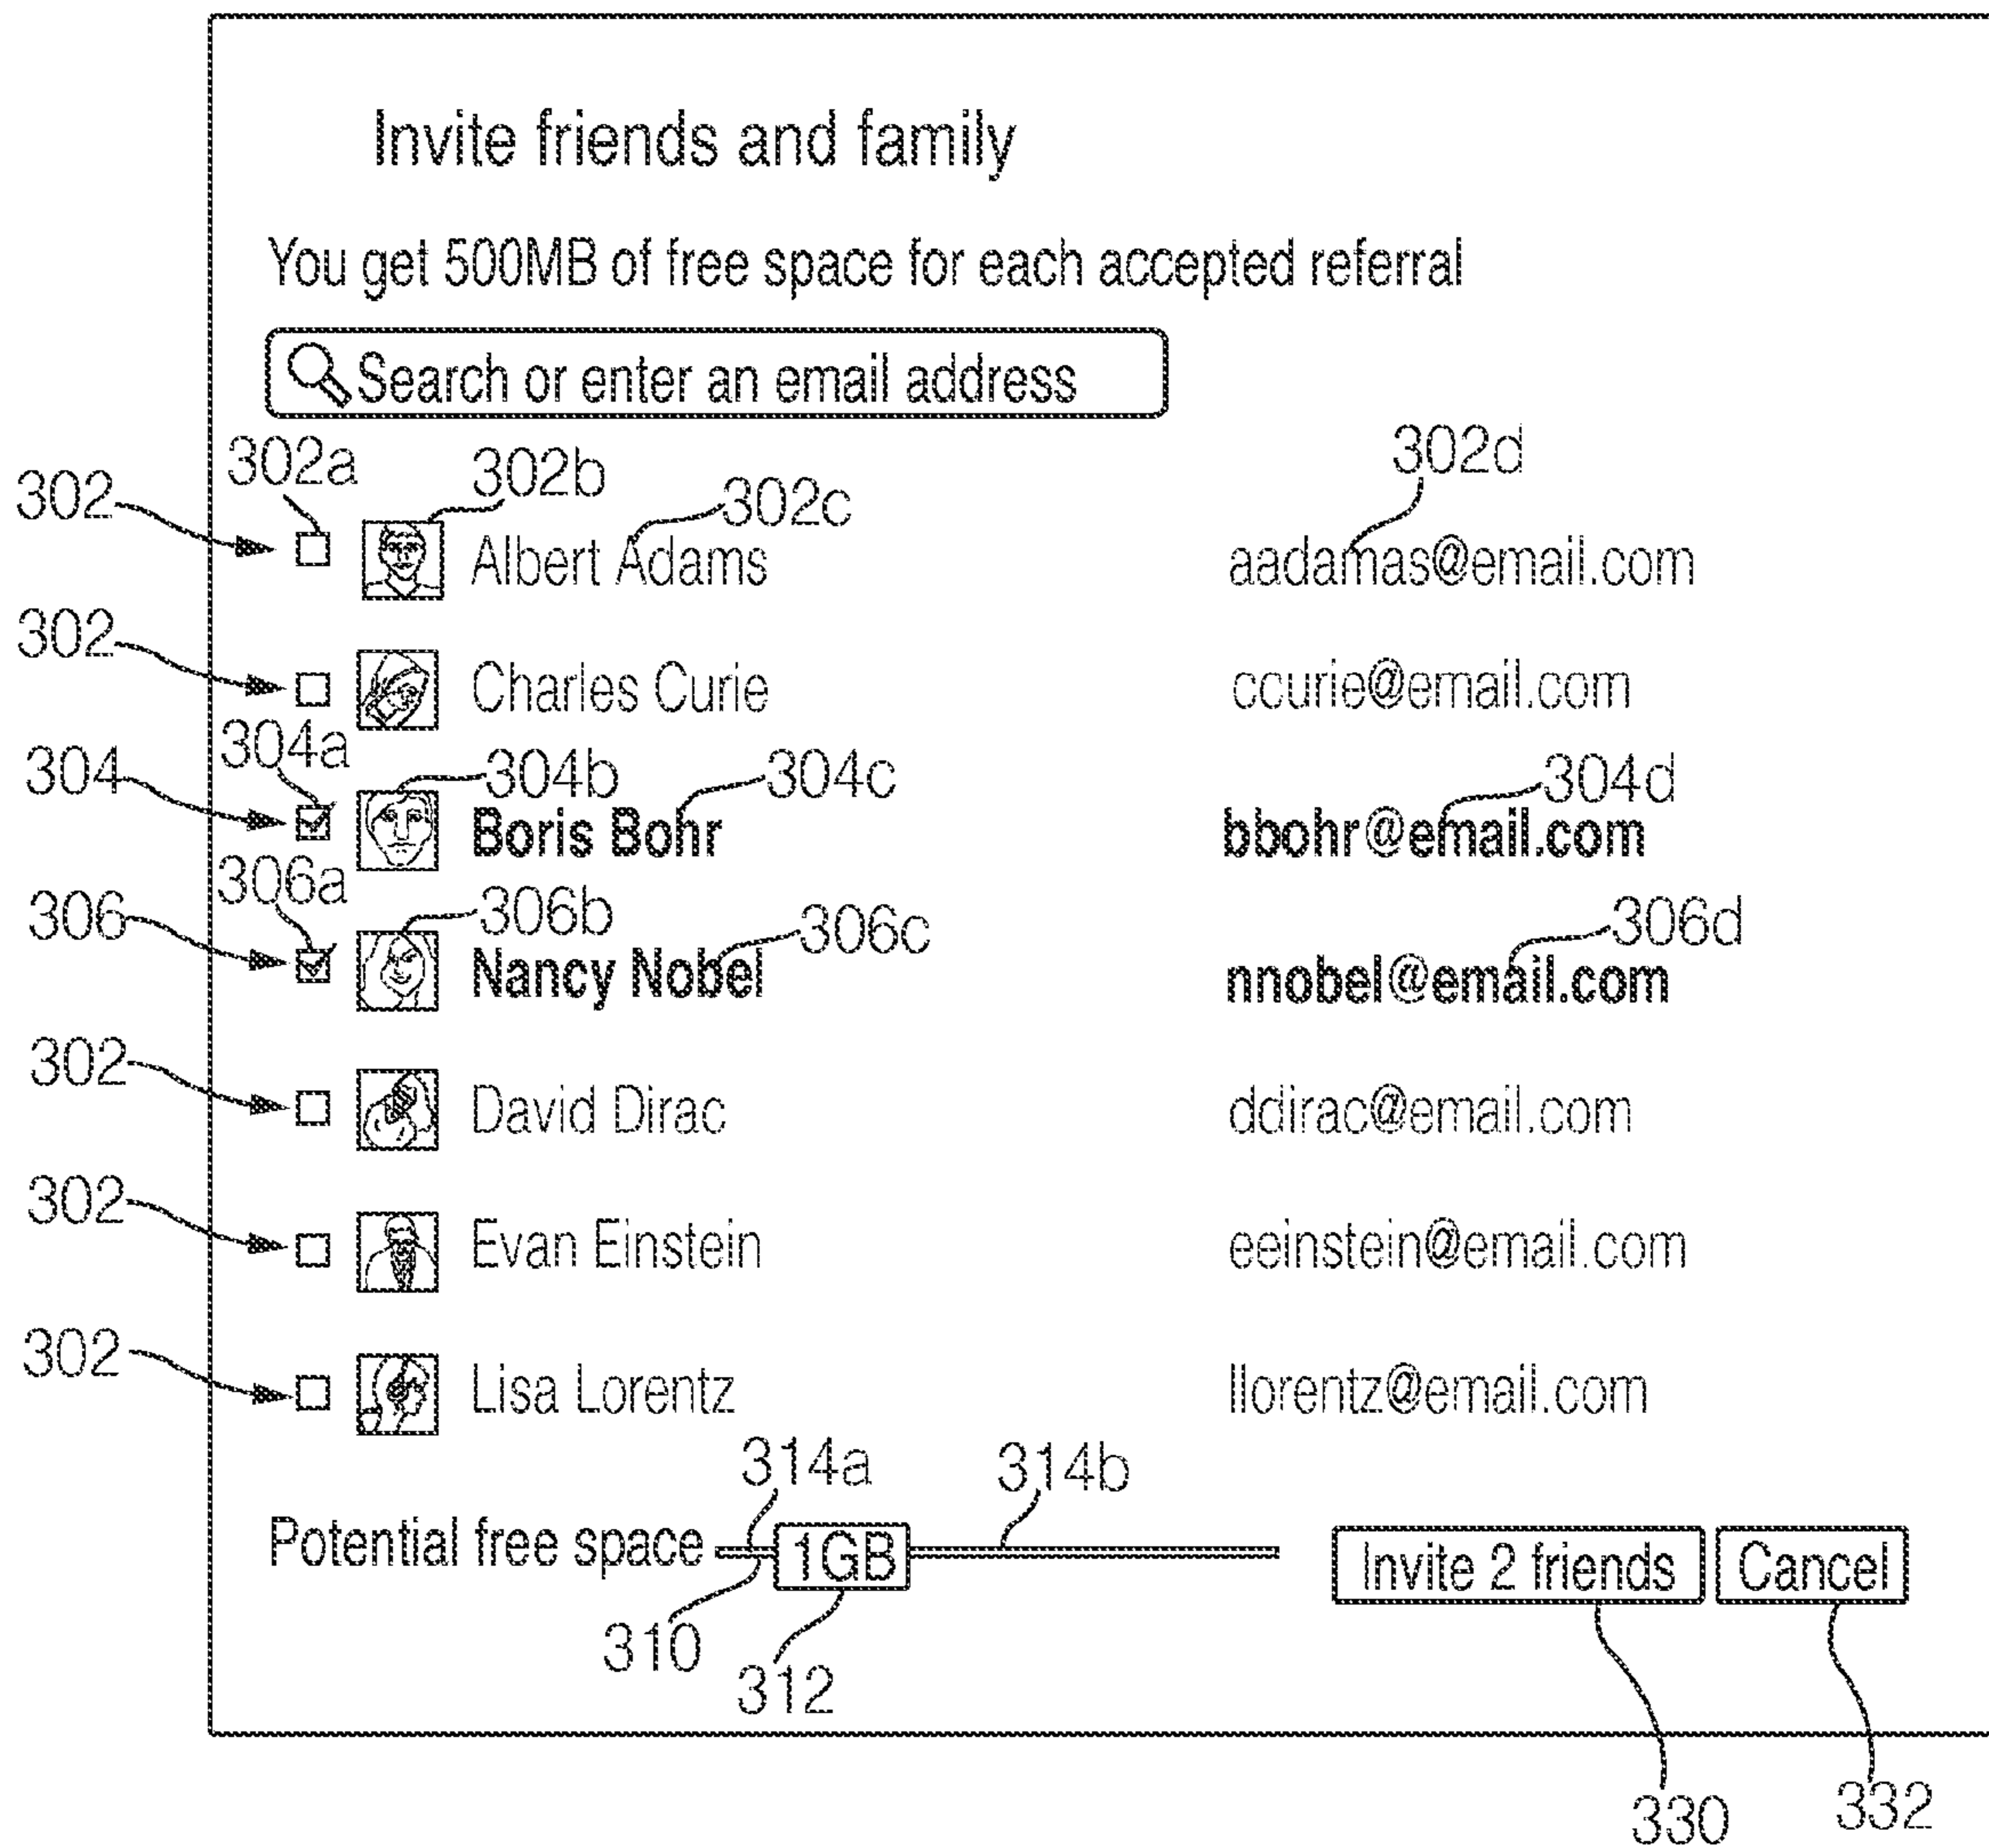 Invite friends and family
You get 500MB of free space for each accepted referral
Search or enter an email address
302 302a 302b 302c 302d
Albert Adams aadamas@email.com
302
Charles Curie ccurie@email.com
304 304a 304b 304c 304d
Boris Bohr bbohr@email.com
306 306a 306b 306c 306d
Nancy Nobel nnobel@email.com
302
David Dirac ddirac@email.com
302
Evan Einstein eeinstein@email.com
302
Lisa Lorentz llorentz@email.com
314a 314b
Potential free space 1GB Invite 2 friends Cancel
310 312
330 332